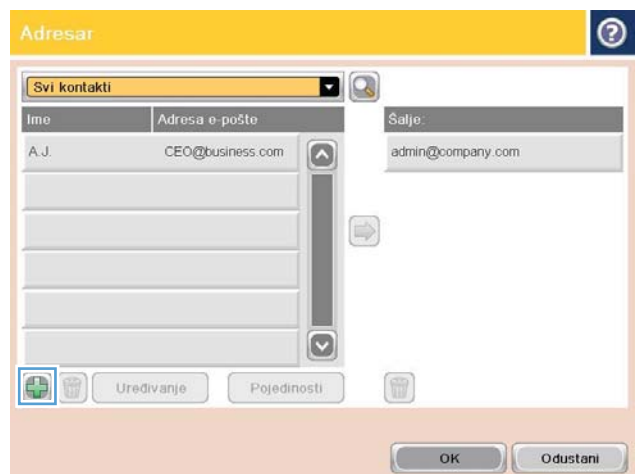 Adresar
Svi kontakti
Ime Adresa e-pošte
Šalje:
A.J. CEO@business.com
admin@company.com
Uređivanje Pojedinosti
OK Odustani